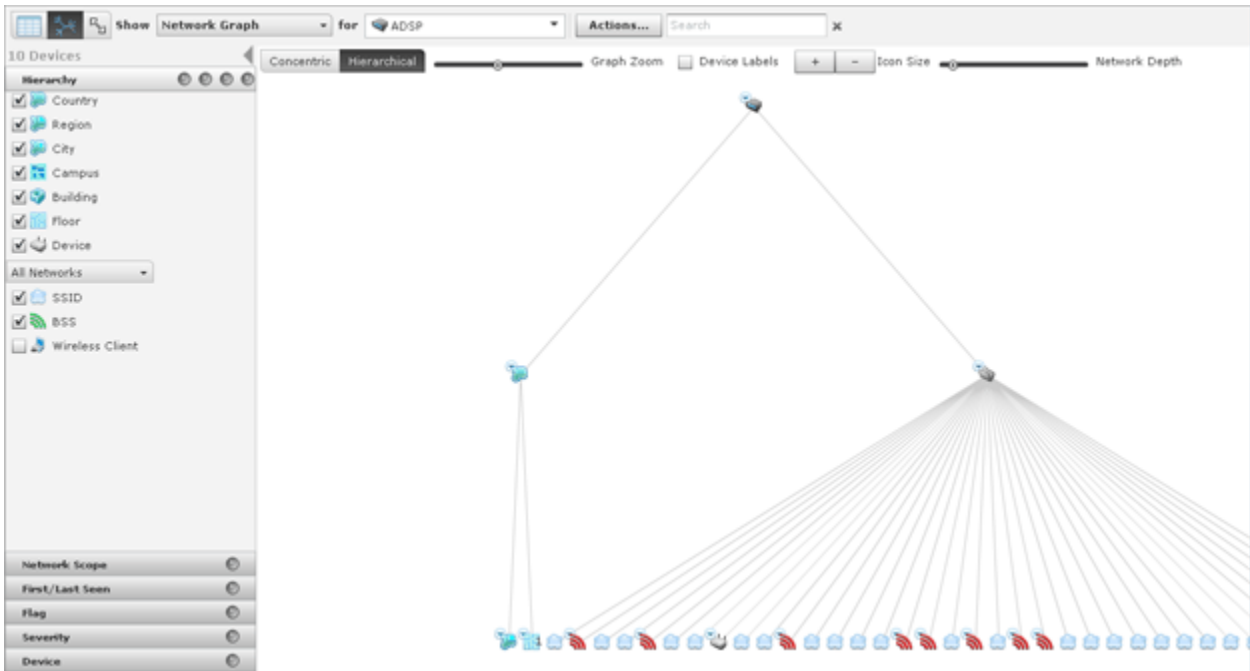 Show Network Graph for ADSP Actions... Search
10 Devices
Concentric Hierarchical Graph Zoom Device Labels + - Icon Size Network Depth
Hierarchy
Country
Region
City
Campus
Building
Floor
Device
All Networks
SSID
BSS
Wireless Client
Network Scope
First/Last Seen
Flag
Severity
Device